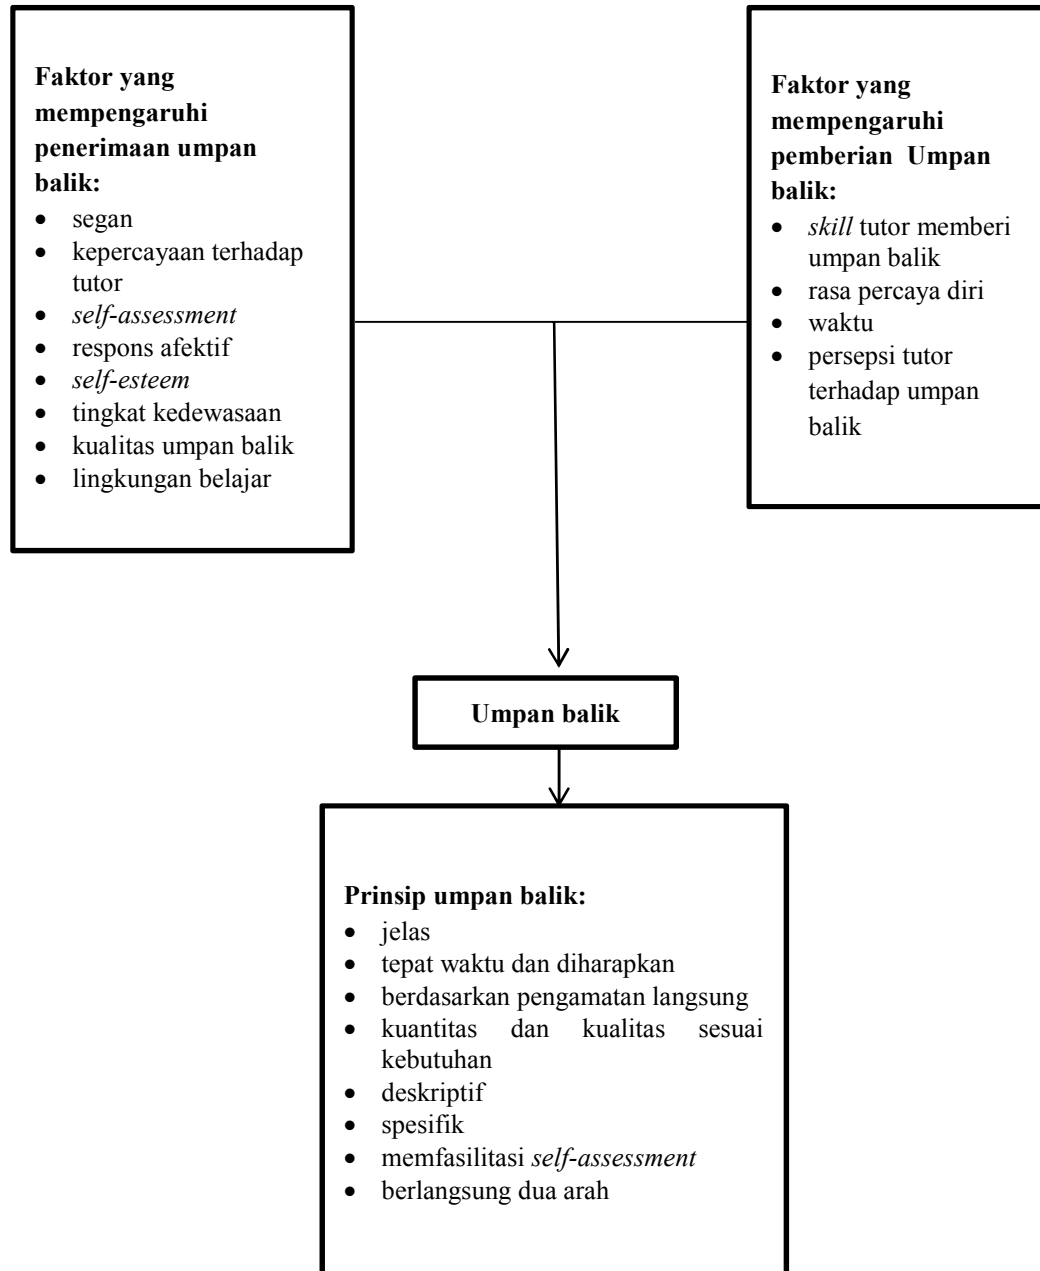 Faktor yang
mempengaruhi
penerimaan umpan
balik:
• segan
• kepercayaan terhadap
tutor
• self-assessment
• respons afektif
• self-esteem
• tingkat kedewasaan
• kualitas umpan balik
• lingkungan belajar
Faktor yang
mempengaruhi
pemberian Umpan
balik:
• skill tutor memberi
umpan balik
• rasa percaya diri
• waktu
• persepsi tutor
terhadap umpan
balik
Umpan balik
Prinsip umpan balik:
• jelas
• tepat waktu dan diharapkan
• berdasarkan pengamatan langsung
• kuantitas dan kualitas sesuai
kebutuhan
• deskriptif
• spesifik
• memfasilitasi self-assessment
• berlangsung dua arah